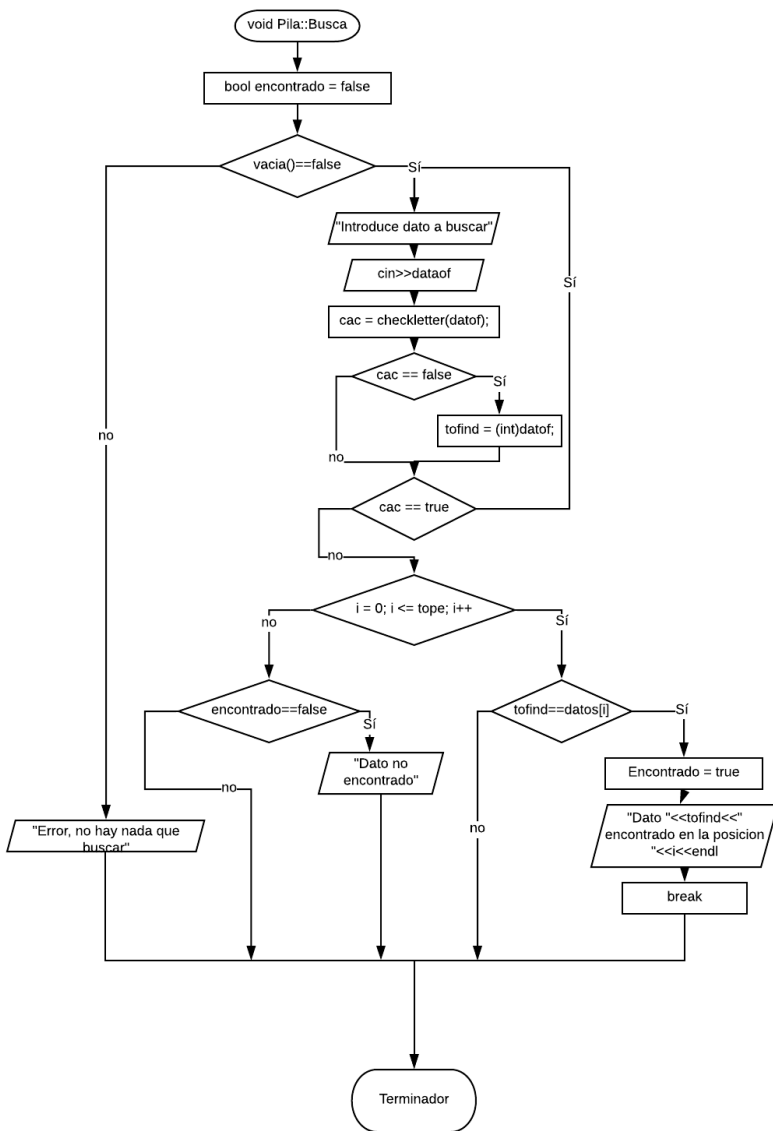 void Pila::Busca
bool encontrado = false
vacia()==false
Sí
"Introduce dato a buscar"
cin>>dataof
Sí
cac = checkletter(datof);
cac == false
Sí
tofind = (int)datof;
no
no
cac == true
no
i = 0; i <= tope; i++
no
Sí
encontrado==false
tofind==datos[i]
Sí
Sí
"Dato no
encontrado"
Encontrado = true
no
"Dato "<<tofind<<"
encontrado en la posicion
"<<i<<endl
no
"Error, no hay nada que
buscar"
break
Terminador